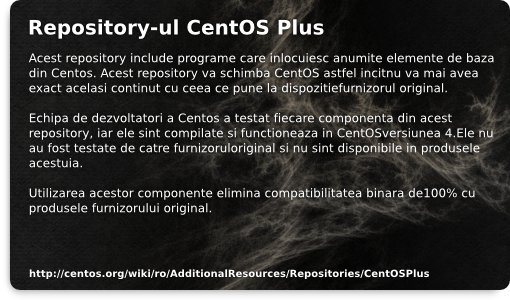 Repository-ul CentOS Plus
Acest repository include programe care inlocuiesc anumite elemente de baza
din Centos. Acest repository va schimba CentOS astfel incitnu va mai avea
exact acelasi continut cu ceea ce pune la dispozitiefurnizorul original.
Echipa de dezvoltatori a Centos a testat fiecare componenta din acest
repository, iar ele sint compilate si functioneaza in CentOSversiunea 4.Ele nu
au fost testate de catre furnizoruloriginal si nu sint disponibile in produsele
acestuia.
Utilizarea acestor componente elimina compatibilitatea binara de100% cu
produsele furnizorului original.
http://centos.org/wiki/ro/AdditionalResources/Repositories/CentOSPlus